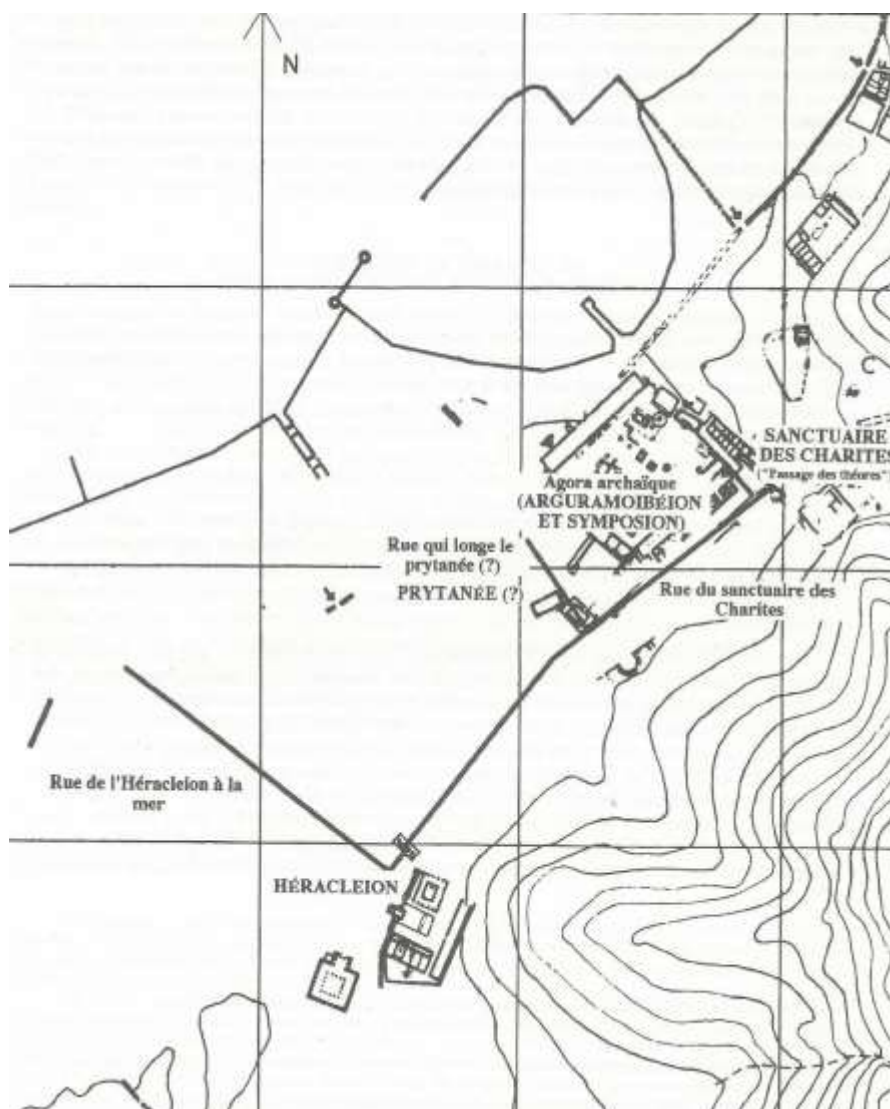 N
SANCTUAIRE
DES CHARITES
("Passage des théores")
Agora archaïque
(ARGURAMOIBÉION
ET SYMPOSION)
Rue qui longe le
prytanée (?)
PRYTANÉE (?)
Rue du sanctuaire des
Charites
Rue de l'Héracleion à la
mer
HÉRACLEION